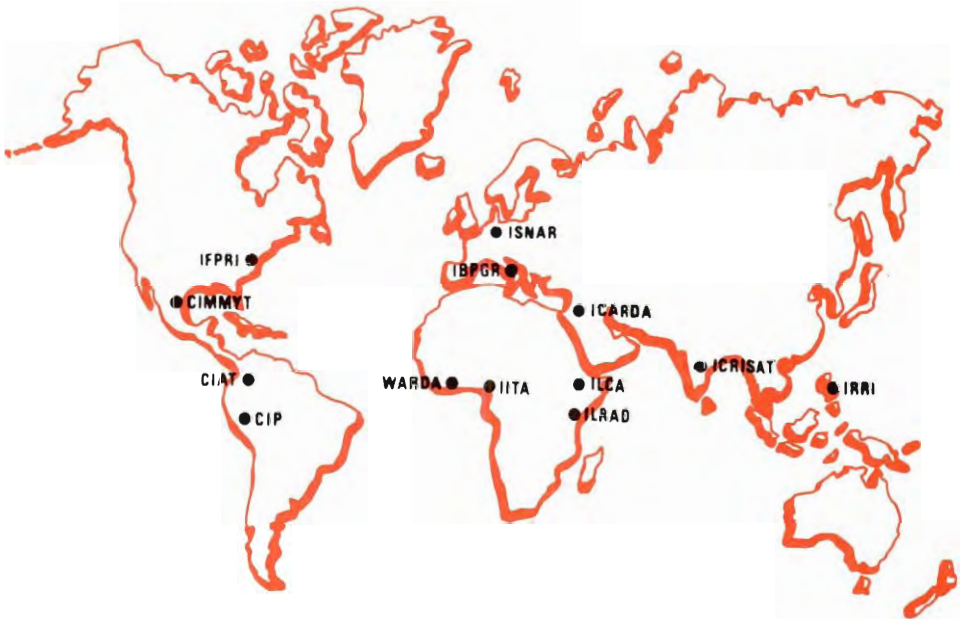 ISNAR
IFPRI
IBPGR
CIMMYT
ICARDA
ICRISAT
CIAT
WARDA
IITA
ILCA
IRRI
CIP
ILRAD